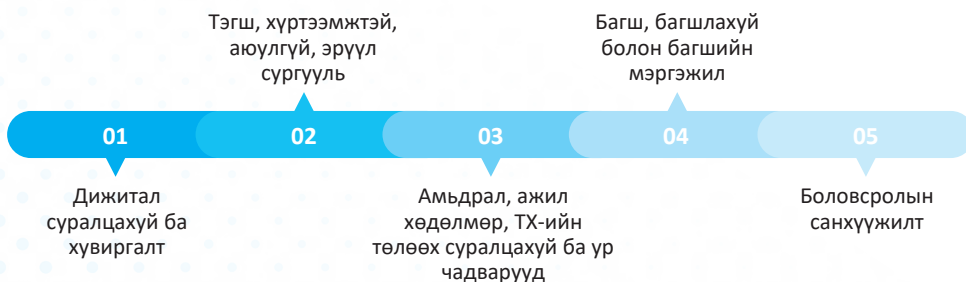 Тэгш, хүртээмжтэй,
аюулгүй, эрүүл
сургууль
Багш, багшлахуй
болон багшийн
мэргэжил
01
02
03
04
05
Дижитал
суралцахуй ба
хувиргалт
Амьдрал, ажил
хөдөлмөр, ТХ-ийн
төлөөх суралцахуй ба ур
чадварууд
Боловсролын
санхүүжилт